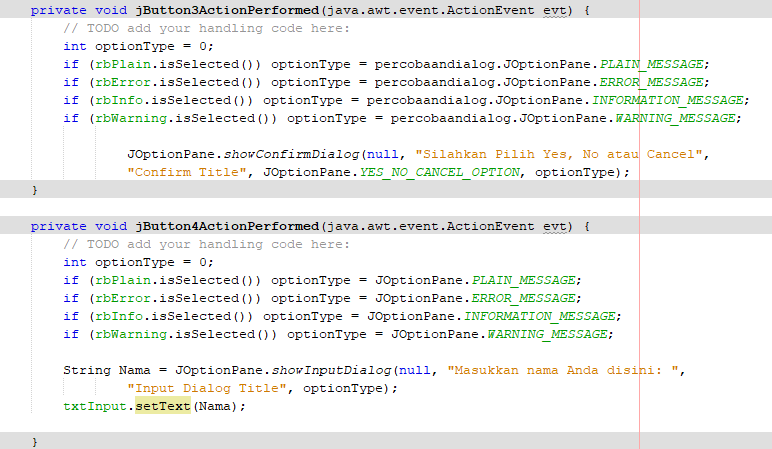 private void jButton3ActionPerformed(java.awt.event.ActionEvent evt) {
// TODO add your handling code here:
int optionType = 0;
if (rbPlain.isSelected()) optionType = percobaandialog.JOptionPane.PLAIN_MESSAGE;
if (rbError.isSelected()) optionType = percobaandialog.JOptionPane.ERROR_MESSAGE;
if (rbInfo.isSelected()) optionType = percobaandialog.JOptionPane.INFORMATION_MESSAGE;
if (rbWarning.isSelected()) optionType = percobaandialog.JOptionPane.WARNING_MESSAGE;
JOptionPane.showConfirmDialog(null, "Silahkan Pilih Yes, No atau Cancel",
"Confirm Title", JOptionPane.YES_NO_CANCEL_OPTION, optionType);
}
private void jButton4ActionPerformed(java.awt.event.ActionEvent evt) {
// TODO add your handling code here:
int optionType = 0;
if (rbPlain.isSelected()) optionType = JOptionPane.PLAIN_MESSAGE;
if (rbError.isSelected()) optionType = JOptionPane.ERROR_MESSAGE;
if (rbInfo.isSelected()) optionType = JOptionPane.INFORMATION_MESSAGE;
if (rbWarning.isSelected()) optionType = JOptionPane.WARNING_MESSAGE;
String Nama = JOptionPane.showInputDialog(null, "Masukkan nama Anda disini: ",
"Input Dialog Title", optionType);
txtInput.setText(Nama);
}